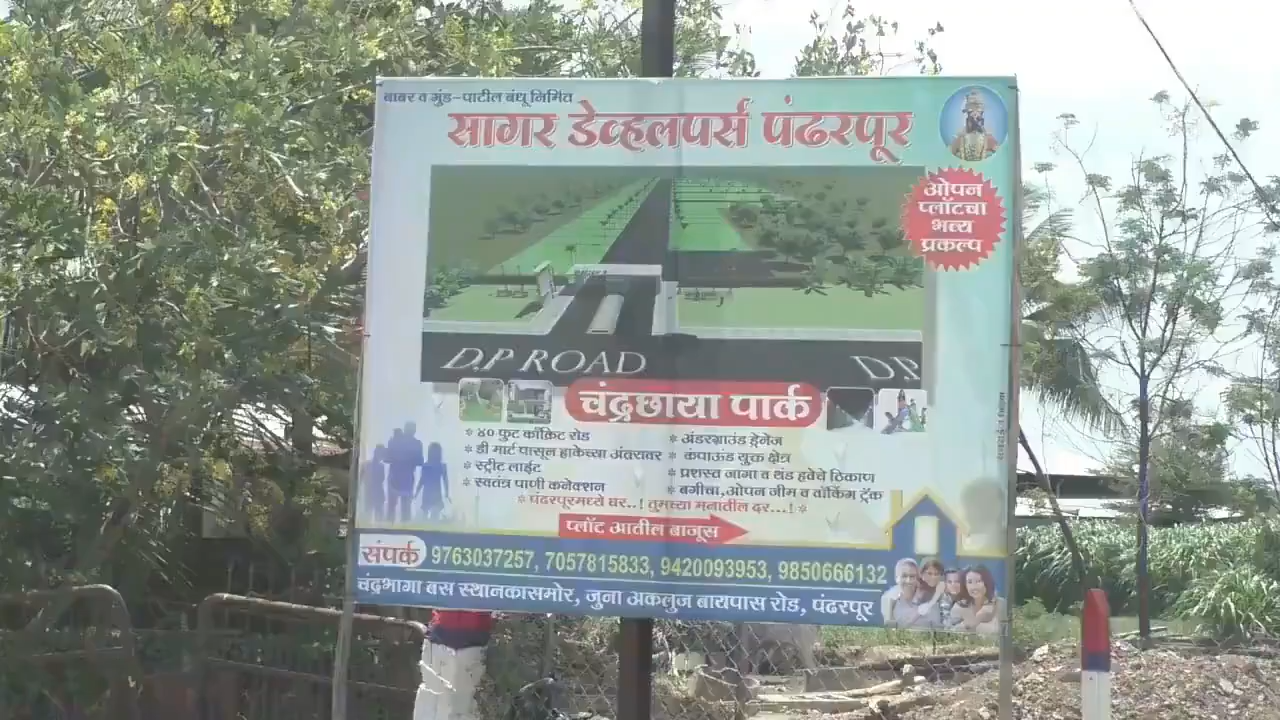 बाबर व गुंड-पाटील बंधू निर्मित
सागर डेव्हलपर्स पंढरपूर
ओपन
प्लॉटचा
भव्य
प्रकल्प
D.P ROAD
D.P
चंद्रछाया पार्क
* ४० फुट काँक्रिट रोड
* डी मार्ट पासून हाकेच्या अंतरावर
* स्ट्रीट लाईट
* स्वतंत्र पाणी कनेक्शन
* अंडरग्राउंड ड्रेनेज
* कंपाऊंड युक्त क्षेत्र
* प्रशस्त जागा व थंड हवेचे ठिकाण
* बगीचा,ओपन जीम व वॉकिंग ट्रॅक
* पंढरपूरमध्ये घर..! तुमच्या मनातील दर...! *
प्लॉट आतील बाजुस
संपर्क 9763037257, 7057815833, 9420093953, 9850666132
चंद्रभागा बस स्थानकासमोर, जुना अकलुज बायपास रोड, पंढरपूर